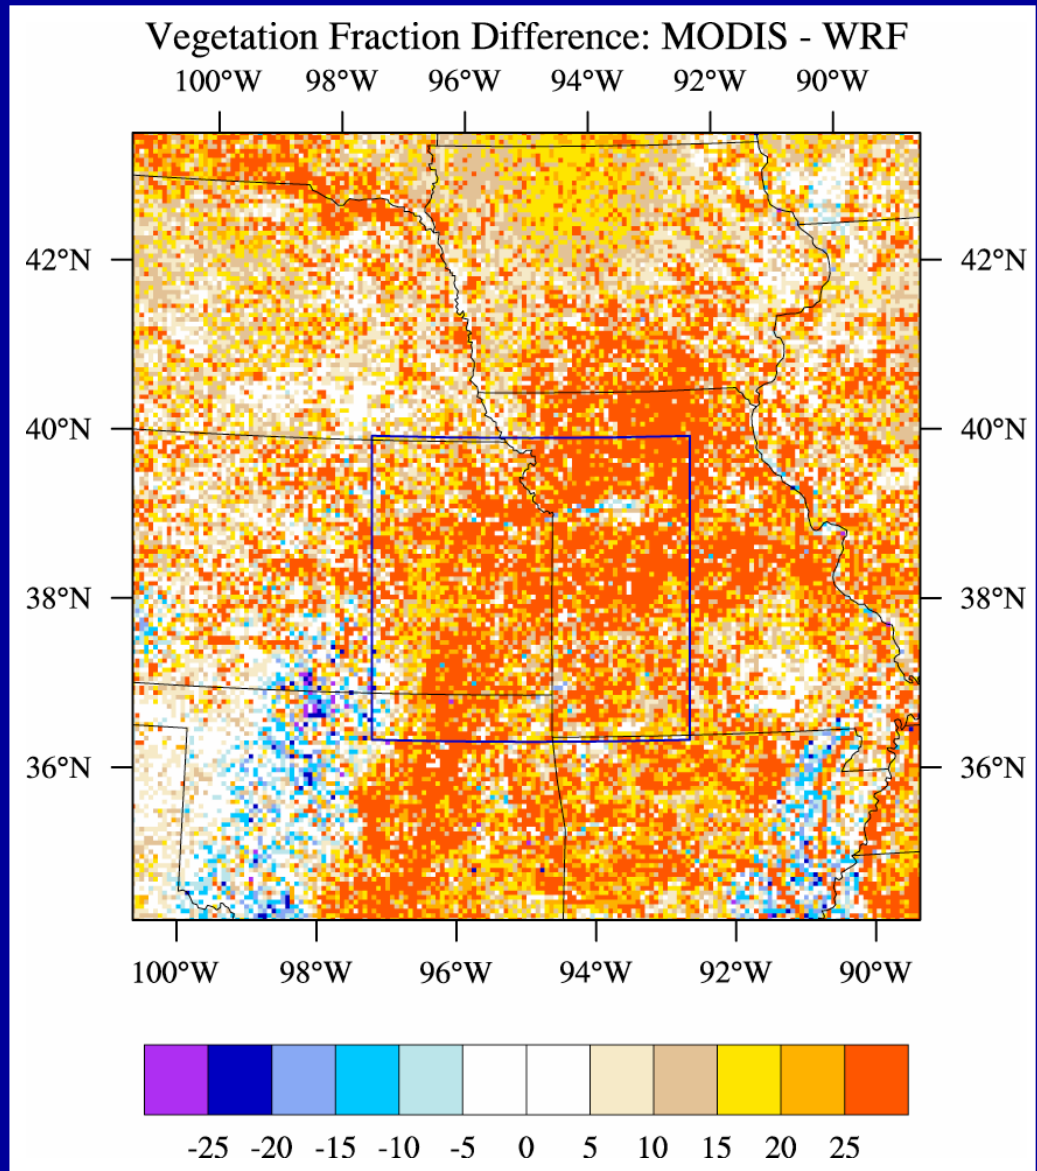 Vegetation Fraction Difference: MODIS - WRF
100°W 98°W 96°W 94°W 92°W 90°W
42°N 42°N
40°N 40°N
38°N 38°N
36°N 36°N
100°W 98°W 96°W 94°W 92°W 90°W
-25 -20 -15 -10 -5 0 5 10 15 20 25